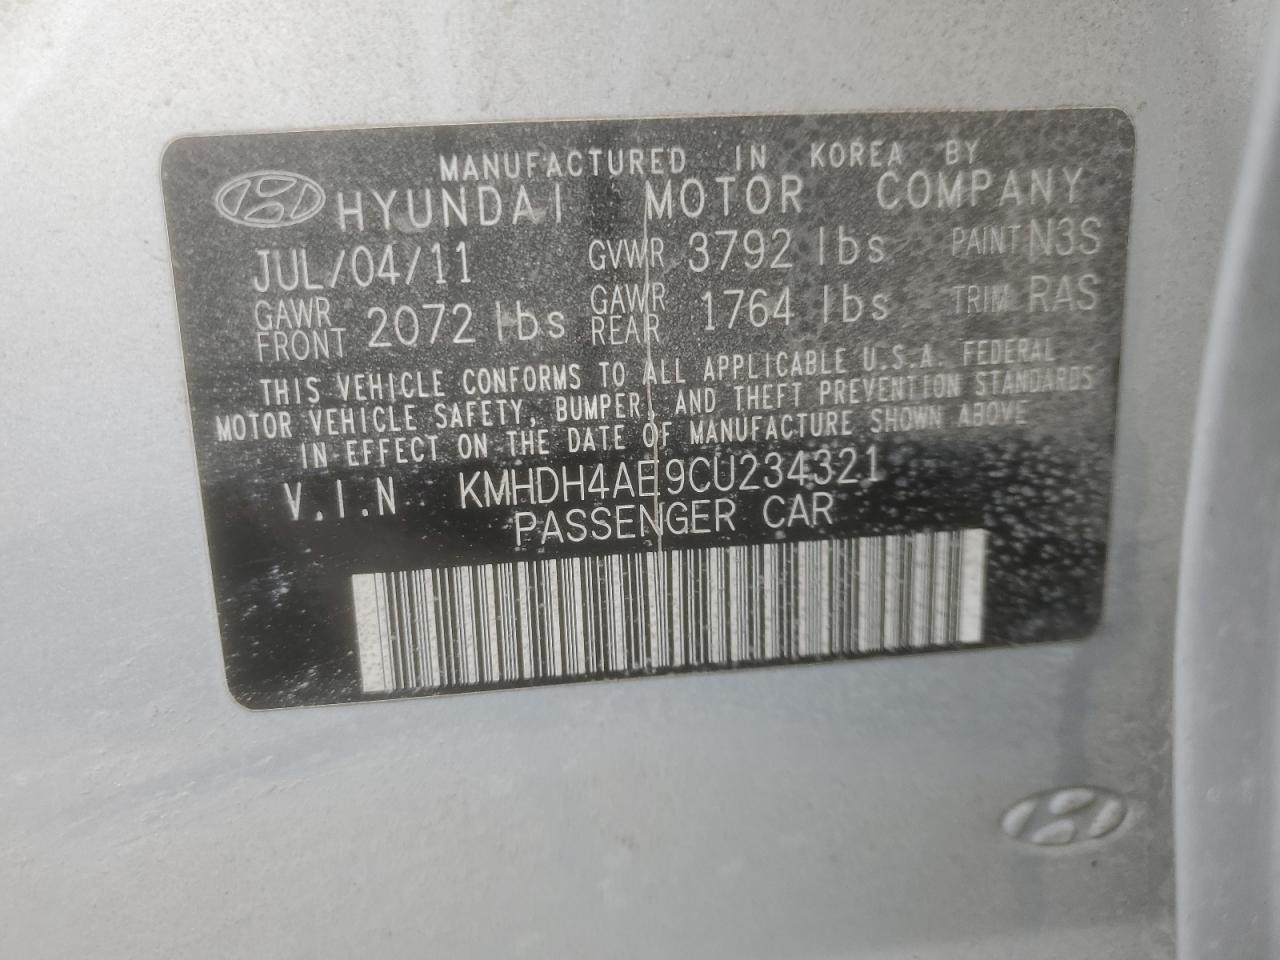 MANUFACTURED IN KOREA BY
HYUNDAI MOTOR COMPANY
JUL/04/11 GVWR 3792 lbs PAINT N3S
GAWR FRONT 2072 lbs GAWR REAR 1764 lbs TRIM RAS
THIS VEHICLE CONFORMS TO ALL APPLICABLE U.S.A. FEDERAL
MOTOR VEHICLE SAFETY, BUMPER, AND THEFT PREVENTION STANDARDS
IN EFFECT ON THE DATE OF MANUFACTURE SHOWN ABOVE
V.I.N KMHDH4AE9CU234321
PASSENGER CAR